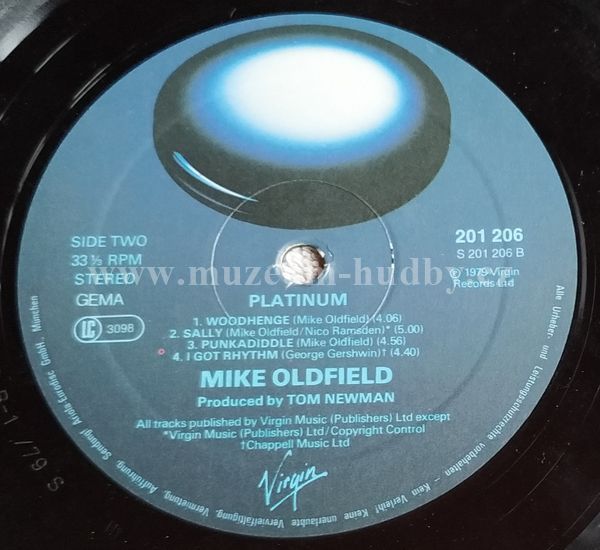 SIDE TWO
33 ⅓ RPM
STEREO
GEMA
LC 3098
201 206
S 201 206 B
℗ 1979 Virgin
Records Ltd
www.muzeum-hudby
PLATINUM
1. WOODHENGE (Mike Oldfield) (4.06)
2. SALLY (Mike Oldfield/Nico Ramsden)* (5.00)
3. PUNKADIDDLE (Mike Oldfield) (4.56)
4. I GOT RHYTHM (George Gershwin)† (4.40)
MIKE OLDFIELD
Produced by TOM NEWMAN
All tracks published by Virgin Music (Publishers) Ltd except
*Virgin Music (Publishers) Ltd/Copyright Control
†Chappell Music Ltd
Virgin
Alle Urheber- und Leistungsschutzrechte vorbehalten – Kein Verleih! Keine unerlaubte Vervielfältigung, Vermietung, Aufführung, Sendung! Ariola-Eurodisc GmbH., München